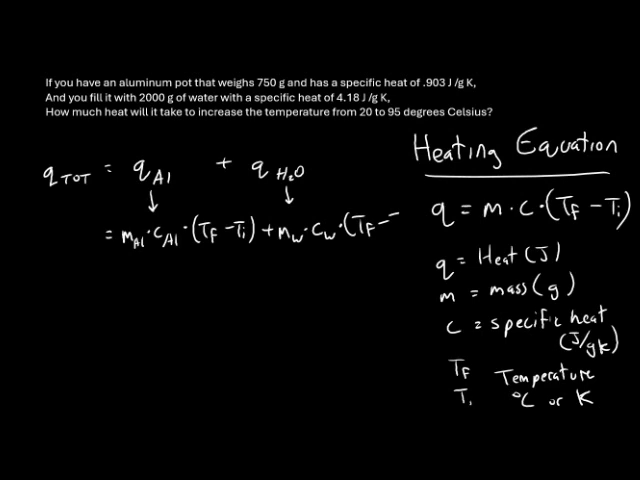 If you have an aluminum pot that weighs 750 g and has a specific heat of .903 J /g K,
And you fill it with 2000 g of water with a specific heat of 4.18 J /g K,
How much heat will it take to increase the temperature from 20 to 95 degrees Celsius?
Heating Equation
q TOT = q Al + q H2O
↓ ↓
= mAl · CAl · (TF - Ti) + mw · Cw · (TF -
q = m · c · (TF - Ti)
q = Heat (J)
m = mass (g)
c = specific heat
(J/gK)
TF Temperature
Ti °C or K